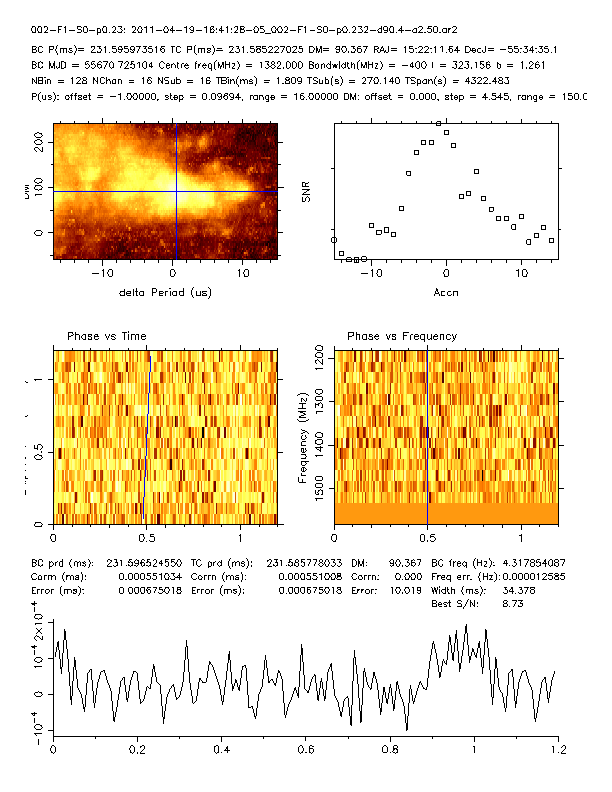 002-F1-S0-p0.23: 2011-04-19-16:41:28-05_002-F1-S0-p0.232-d90.4-a2.50.ar2
BC P(ms)= 231.595973516 TC P(ms)= 231.585227025 DM= 90.367 RAJ= 15:22:11.64 DecJ= -55:34:35.1
BC MJD = 55670.725104 Centre freq(MHz) = 1382.000 Bandwidth(MHz) = -400 l = 323.156 b = 1.261
NBin = 128 NChan = 16 NSub = 16 TBin(ms) = 1.809 TSub(s) = 270.140 TSpan(s) = 4322.483
P(us): offset = -1.00000, step = 0.09694, range = 16.00000 DM: offset = 0.000, step = 4.545, range = 150.0
200
100
0
DM
-10 0 10
delta Period (us)
SNR
-10 0 10
Accn
Phase vs Time
1
0.5
0
0 0.5 1
Phase vs Frequency
Frequency (MHz)
1200
1300
1400
1500
0 0.5 1
BC prd (ms): 231.596524550 TC prd (ms): 231.585778033 DM: 90.367 BC freq (Hz): 4.317854087
Corrn (ms): 0.000551034 Corrn (ms): 0.000551008 Corrn: 0.000 Freq err. (Hz): 0.000012585
Error (ms): 0.000675018 Error (ms): 0.000675018 Error: 10.019 Width (ms): 34.378
Best S/N: 8.73
2×10⁻⁴
10⁻⁴
0
-10⁻⁴
0 0.2 0.4 0.6 0.8 1 1.2